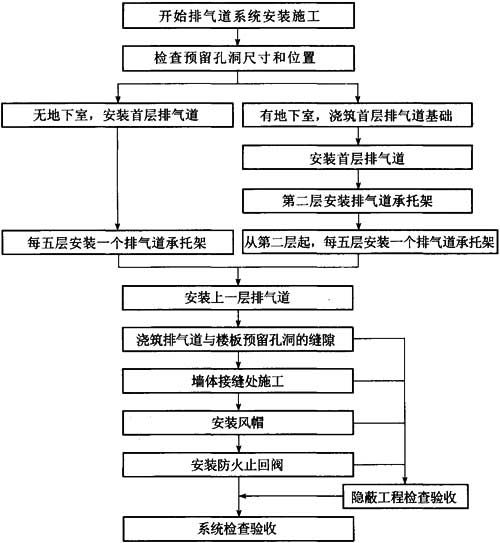 开始排气道系统安装施工
检查预留孔洞尺寸和位置
无地下室，安装首层排气道
有地下室，浇筑首层排气道基础
安装首层排气道
第二层安装排气道承托架
每五层安装一个排气道承托架
从第二层起，每五层安装一个排气道承托架
安装上一层排气道
浇筑排气道与楼板预留孔洞的缝隙
墙体接缝处施工
安装风帽
安装防火止回阀
隐蔽工程检查验收
系统检查验收